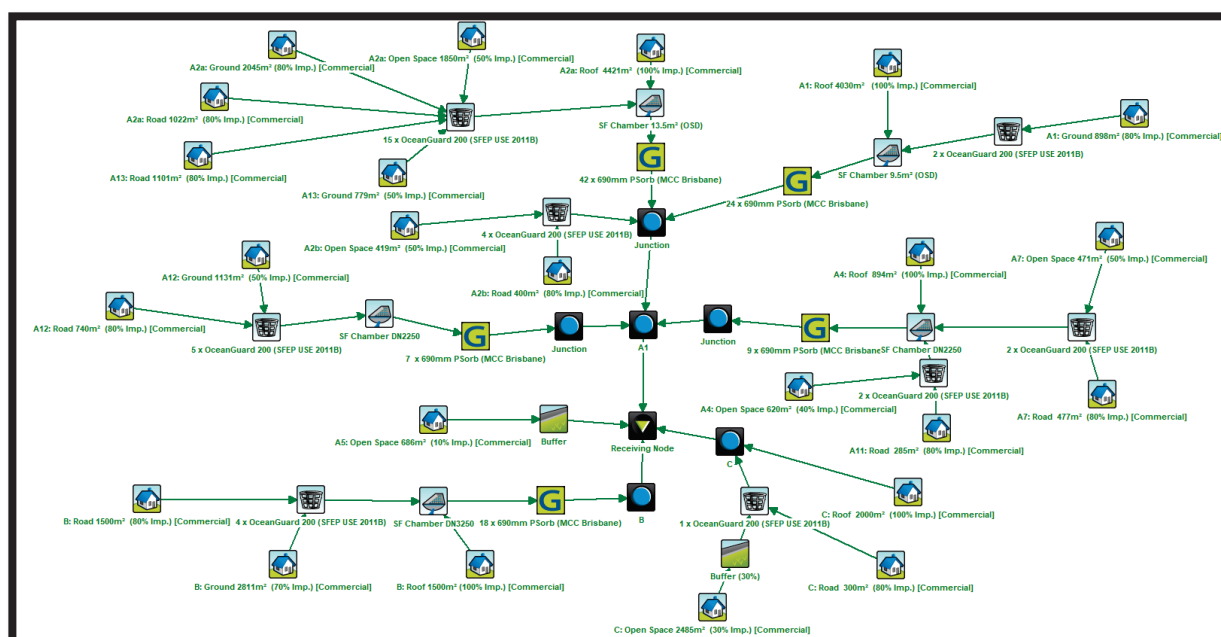 A2a: Open Space 1850m² (50% Imp.) [Commercial]
A2a: Ground 2045m² (80% Imp.) [Commercial]
A2a: Roof  4421m² (100% Imp.) [Commercial]
A1: Roof 4030m²  (100% Imp.) [Commercial]
A2a: Road 1022m² (80% Imp.) [Commercial]
SF Chamber 13.5m³ (OSD)
15 x OceanGuard 200 (SFEP USE 2011B)
A1: Ground 898m² (80% Imp.) [Commercial]
2 x OceanGuard 200 (SFEP USE 2011B)
A13: Road 1101m² (80% Imp.) [Commercial]
SF Chamber 9.5m³ (OSD)
42 x 690mm PSorb (MCC Brisbane)
A13: Ground 779m² (50% Imp.) [Commercial]
24 x 690mm PSorb (MCC Brisbane)
4 x OceanGuard 200 (SFEP USE 2011B)
A2b: Open Space 419m² (50% Imp.) [Commercial]
Junction
A7: Open Space 471m² (50% Imp.) [Commercial]
A12: Ground 1131m²  (50% Imp.) [Commercial]
A4: Roof  894m² (100% Imp.) [Commercial]
A2b: Road 400m² (80% Imp.) [Commercial]
A12: Road 740m² (80% Imp.) [Commercial]
SF Chamber DN2250
5 x OceanGuard 200 (SFEP USE 2011B)
7  x 690mm PSorb (MCC Brisbane)
Junction
A1
Junction
9 x 690mm PSorb (MCC Brisbane)
SF Chamber DN2250
2 x OceanGuard 200 (SFEP USE 2011B)
2 x OceanGuard 200 (SFEP USE 2011B)
A4: Open Space 620m² (40% Imp.) [Commercial]
A7: Road  477m² (80% Imp.) [Commercial]
A5: Open Space 686m² (10% Imp.) [Commercial]
Buffer
Receiving Node
A11: Road  285m² (80% Imp.) [Commercial]
C
C: Roof  2000m² (100% Imp.) [Commercial]
B: Road 1500m² (80% Imp.) [Commercial]
4 x OceanGuard 200 (SFEP USE 2011B)
SF Chamber DN3250
18 x 690mm PSorb (MCC Brisbane)
B
1 x OceanGuard 200 (SFEP USE 2011B)
Buffer (30%)
B: Ground 2811m² (70% Imp.) [Commercial]
B: Roof 1500m² (100% Imp.) [Commercial]
C: Road  300m² (80% Imp.) [Commercial]
C: Open Space 2485m² (30% Imp.) [Commercial]